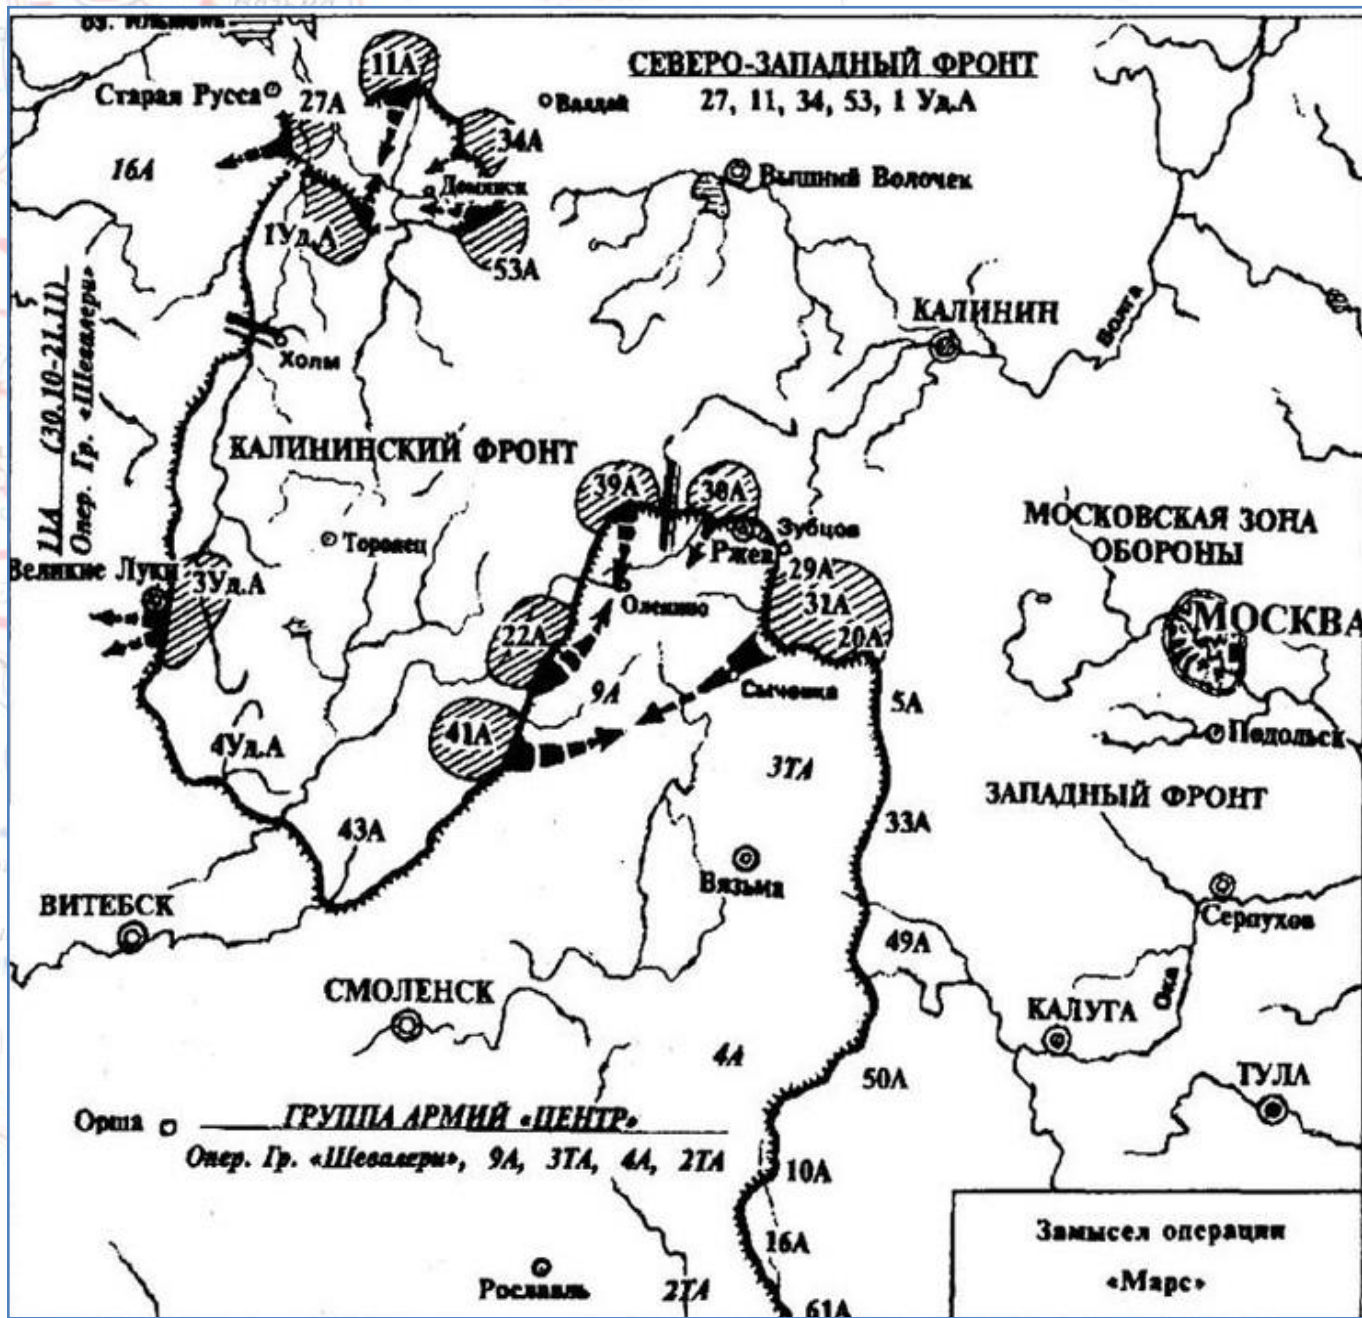 оз. Ильмень
11А
СЕВЕРО-ЗАПАДНЫЙ ФРОНТ
27, 11, 34, 53, 1 Уд.А
Старая Русса
27А
Валдай
34А
16А
Демянск
Вышний Волочек
1Уд.А
53А
11А (30.10-21.11)
Опер. Гр. «Шевалери»
Волга
КАЛИНИН
Холм
КАЛИНИНСКИЙ ФРОНТ
39А
30А
Зубцов
МОСКОВСКАЯ ЗОНА
ОБОРОНЫ
Торопец
Ржев
Великие Луки
3Уд.А
29А
31А
20А
Оленино
МОСКВА
22А
9А
Сычевка
5А
41А
Подольск
4Уд.А
3ТА
ЗАПАДНЫЙ ФРОНТ
43А
33А
Вязьма
ВИТЕБСК
Серпухов
49А
СМОЛЕНСК
Ока
КАЛУГА
4А
50А
ТУЛА
Орша
ГРУППА АРМИЙ «ЦЕНТР»
Опер. Гр. «Шевалери», 9А, 3ТА, 4А, 2ТА
10А
16А
Замысел операции
«Марс»
Рославль
2ТА
61А